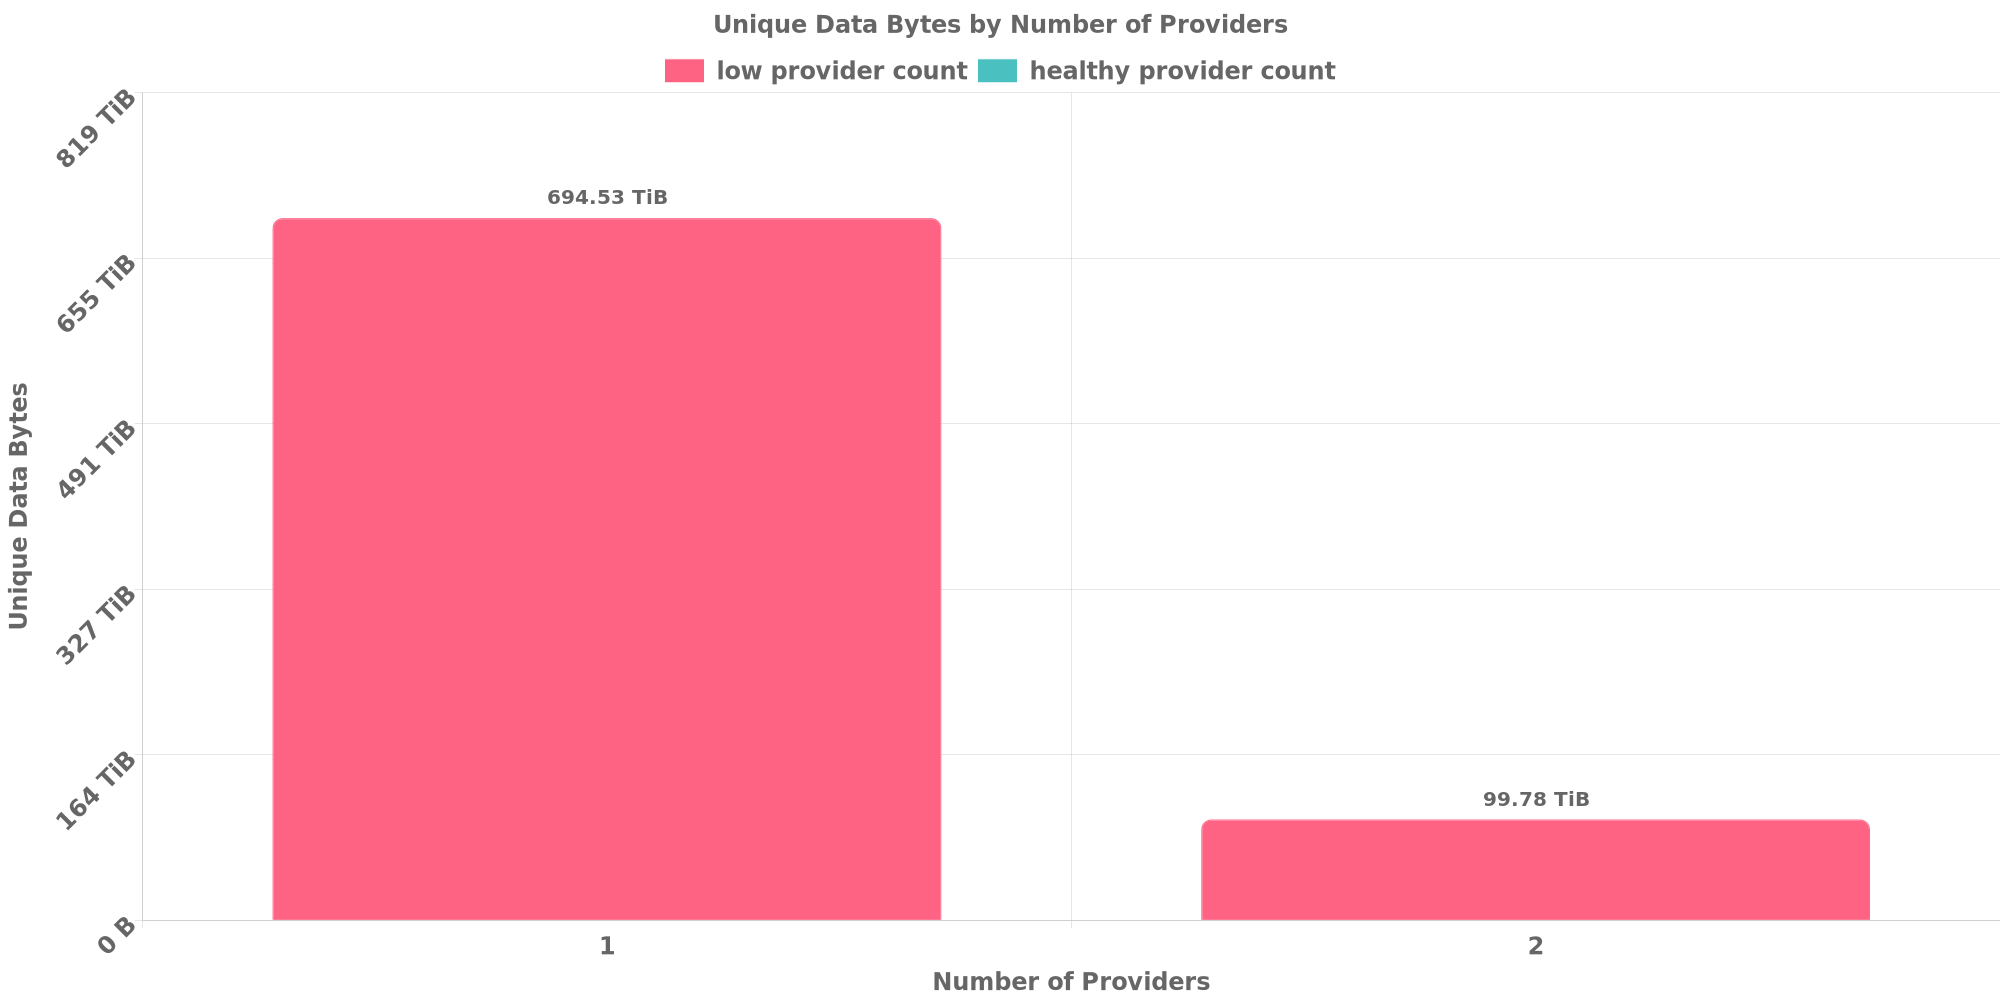 Unique Data Bytes by Number of Providers
low provider count healthy provider count
819 TiB
694.53 TiB
655 TiB
491 TiB
327 TiB
164 TiB
99.78 TiB
0 B
Unique Data Bytes
1 2
Number of Providers